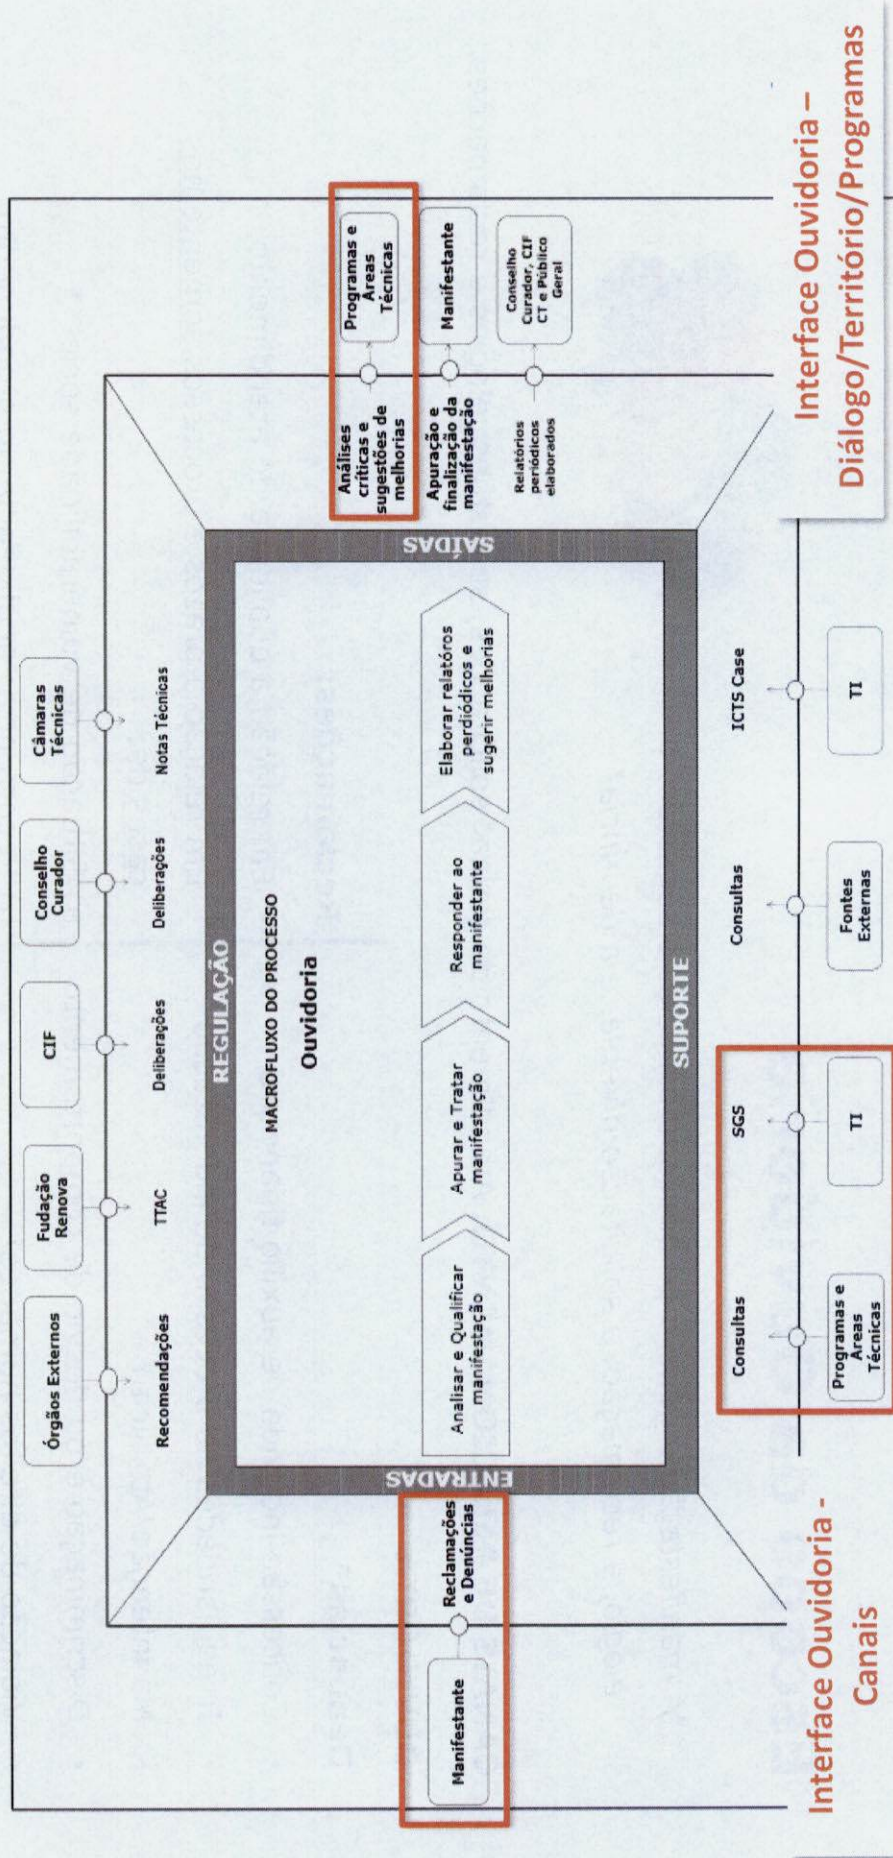 Órgãos Externos
Fudação
Renova
CIF
Conselho
Curador
Câmaras
Técnicas
Recomendações
TTAC
Deliberações
Deliberações
Notas Técnicas
REGULAÇÃO
MACROFLUXO DO PROCESSO
Ouvidoria
ENTRADAS
Manifestante
Reclamações
e Denúncias
Analisar e Qualificar
manifestação
Apurar e Tratar
manifestação
Responder ao
manifestante
Elaborar relatóros
perdiódicos e
sugerir melhorias
SAÍDAS
Análises
críticas e
sugestões de
melhorias
Programas e
Áreas
Técnicas
Apuração e
finalização da
manifestação
Manifestante
Relatórios
periódicos
elaborados
Conselho
Curador, CIF
CT e Público
Geral
SUPORTE
Consultas
SGS
Consultas
ICTS Case
Programas e
Áreas
Técnicas
TI
Fontes
Externas
TI
Interface Ouvidoria -
Canais
Interface Ouvidoria –
Diálogo/Território/Programas